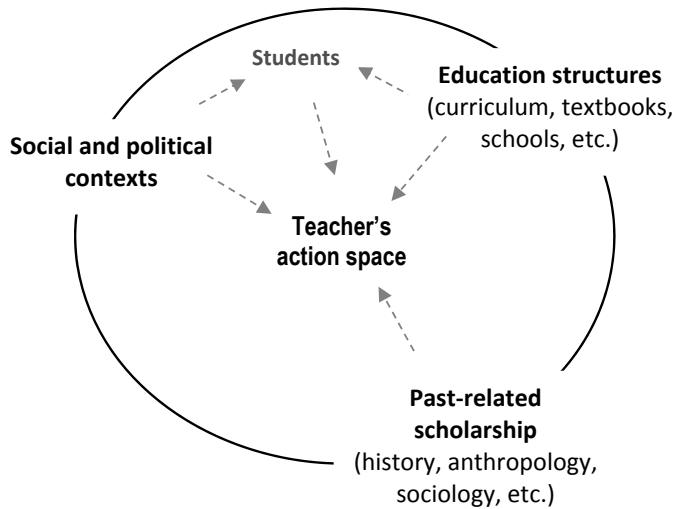 Students
Education structures
(curriculum, textbooks,
schools, etc.)
Social and political
contexts
Teacher’s
action space
Past-related
scholarship
(history, anthropology,
sociology, etc.)